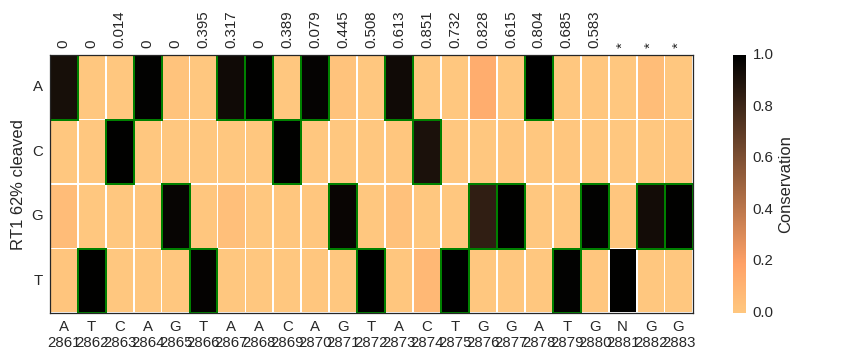 0 0 0.014 0 0 0.395 0.317 0 0.389 0.079 0.445 0.508 0.613 0.851 0.732 0.828 0.615 0.804 0.685 0.583 * * *
RT1 62% cleaved
A
C
G
T
A T C A G T A A C A G T A C T G G A T G N G G
2861 2862 2863 2864 2865 2866 2867 2868 2869 2870 2871 2872 2873 2874 2875 2876 2877 2878 2879 2880 2881 2882 2883
1.0
0.8
0.6
0.4
0.2
0.0
Conservation